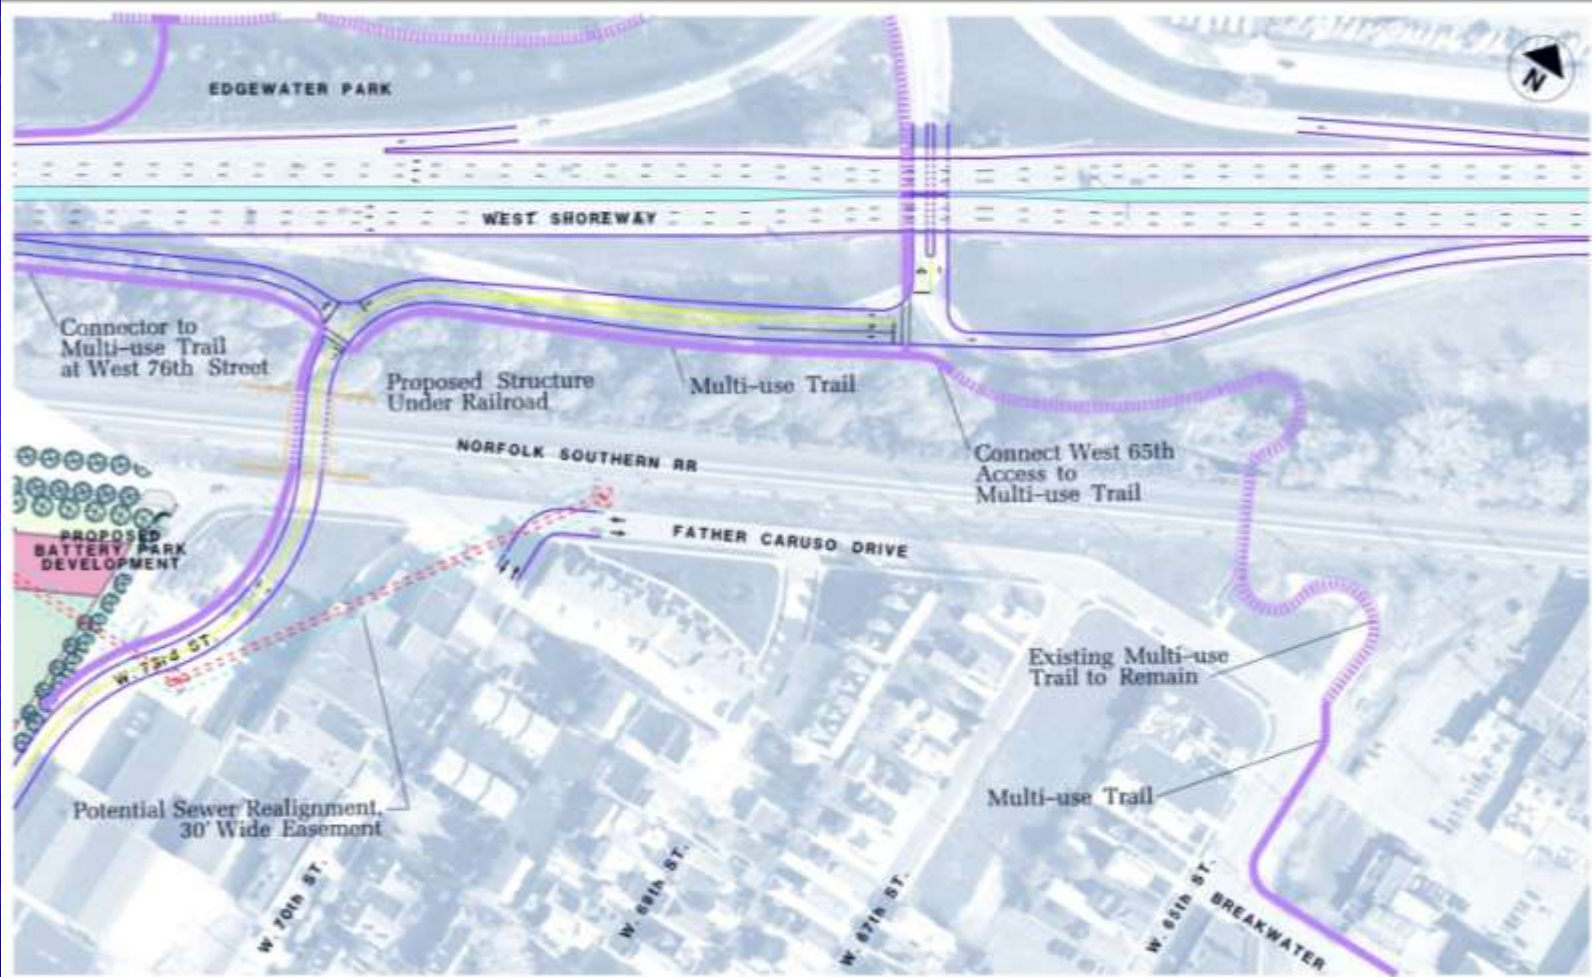 EDGEWATER PARK
N
WEST SHOREWAY
Connector to
Multi-use Trail
at West 76th Street
Proposed Structure
Under Railroad
Multi-use Trail
NORFOLK SOUTHERN RR
Connect West 65th
Access to
Multi-use Trail
FATHER CARUSO DRIVE
PROPOSED
BATTERY PARK
DEVELOPMENT
W. 73rd ST.
Existing Multi-use
Trail to Remain
Multi-use Trail
Potential Sewer Realignment,
30' Wide Easement
W. 70th ST.
W. 69th ST.
W. 67th ST.
W. 65th ST.
BREAKWATER